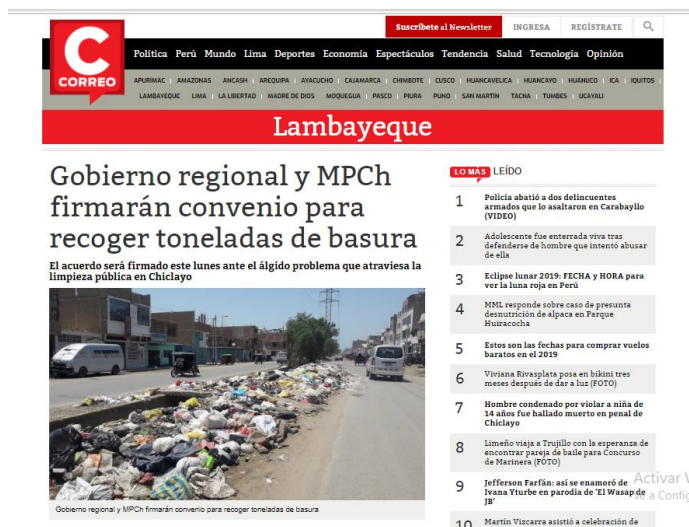 Suscríbete al Newsletter INGRESA REGÍSTRATE
C
CORREO
Política Perú Mundo Lima Deportes Economía Espectáculos Tendencia Salud Tecnología Opinión
APURÍMAC AMAZONAS ANCASH AREQUIPA AYACUCHO CAJAMARCA CHIMBOTE CUSCO HUANCAVELICA HUANCAYO HUÁNUCO ICA IQUITOS
LAMBAYEQUE LIMA LA LIBERTAD MADRE DE DIOS MOQUEGUA PASCO PIURA PUNO SAN MARTÍN TACNA TUMBES UCAYALI
Lambayeque
Gobierno regional y MPCh
firmarán convenio para
recoger toneladas de basura
El acuerdo será firmado este lunes ante el álgido problema que atraviesa la
limpieza pública en Chiclayo
Gobierno regional y MPCh firmarán convenio para recoger toneladas de basura
LO MÁS LEÍDO
1 Policía abatió a dos delincuentes
armados que lo asaltaron en Carabayllo
(VIDEO)
2 Adolescente fue enterrada viva tras
defenderse de hombre que intentó abusar
de ella
3 Eclipse lunar 2019: FECHA y HORA para
ver la luna roja en Perú
4 MML responde sobre caso de presunta
desnutrición de alpaca en Parque
Huiracocha
5 Estos son las fechas para comprar vuelos
baratos en el 2019
6 Viviana Rivasplata posa en bikini tres
meses después de dar a luz (FOTO)
7 Hombre condenado por violar a niña de
14 años fue hallado muerto en penal de
Chiclayo
8 Limeño viaja a Trujillo con la esperanza de
encontrar pareja de baile para Concurso
de Marinera (FOTO)
9 Jefferson Farfán: así se enamoró de
Ivana Yturbe en parodia de 'El Wasap de
JB'
10 Martín Vizcarra asistió a celebración de
Activar
a Config